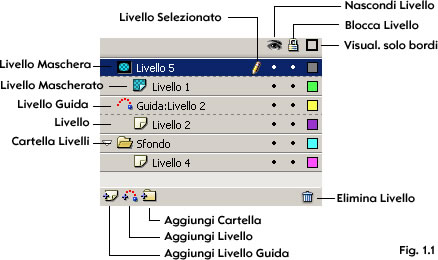 Nascondi Livello
Livello Selezionato
Blocca Livello
Visual. solo bordi
Livello Maschera
Livello 5
Livello Mascherato
Livello 1
Livello Guida
Guida:Livello 2
Livello
Livello 2
Cartella Livelli
Sfondo
Livello 4
Elimina Livello
Aggiungi Cartella
Aggiungi Livello
Aggiungi Livello Guida
Fig. 1.1